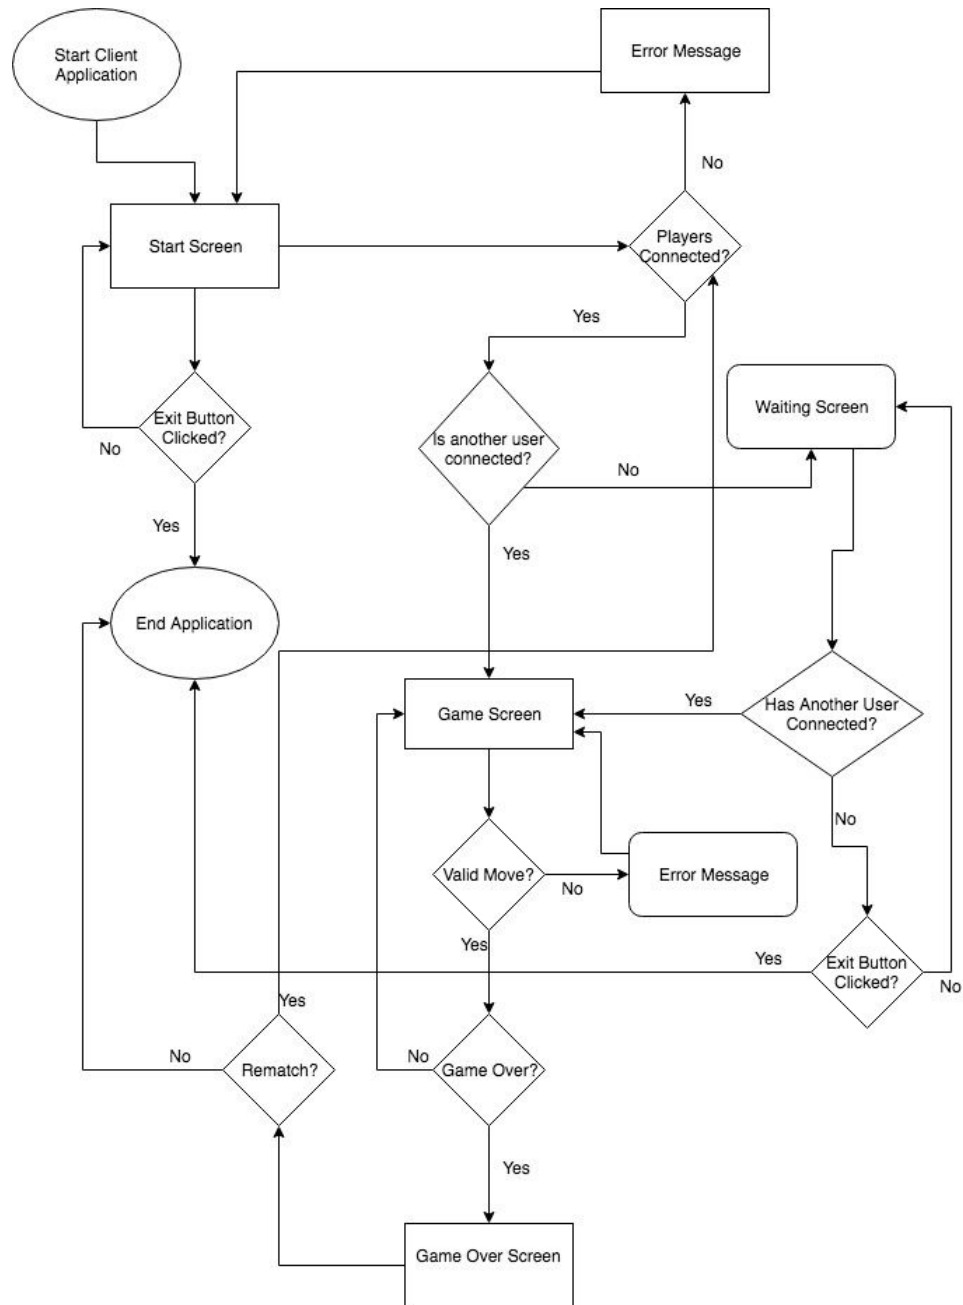 Start Client
Application
Error Message
No
Players
Connected?
Start Screen
Yes
Waiting Screen
Exit Button
Clicked?
No
Is another user
connected?
No
Yes
Yes
End Application
Has Another User
Connected?
Yes
Game Screen
No
Valid Move?
No
Error Message
Yes
Yes
Exit Button
Clicked?
No
Yes
No
Rematch?
No
Game Over?
Yes
Game Over Screen